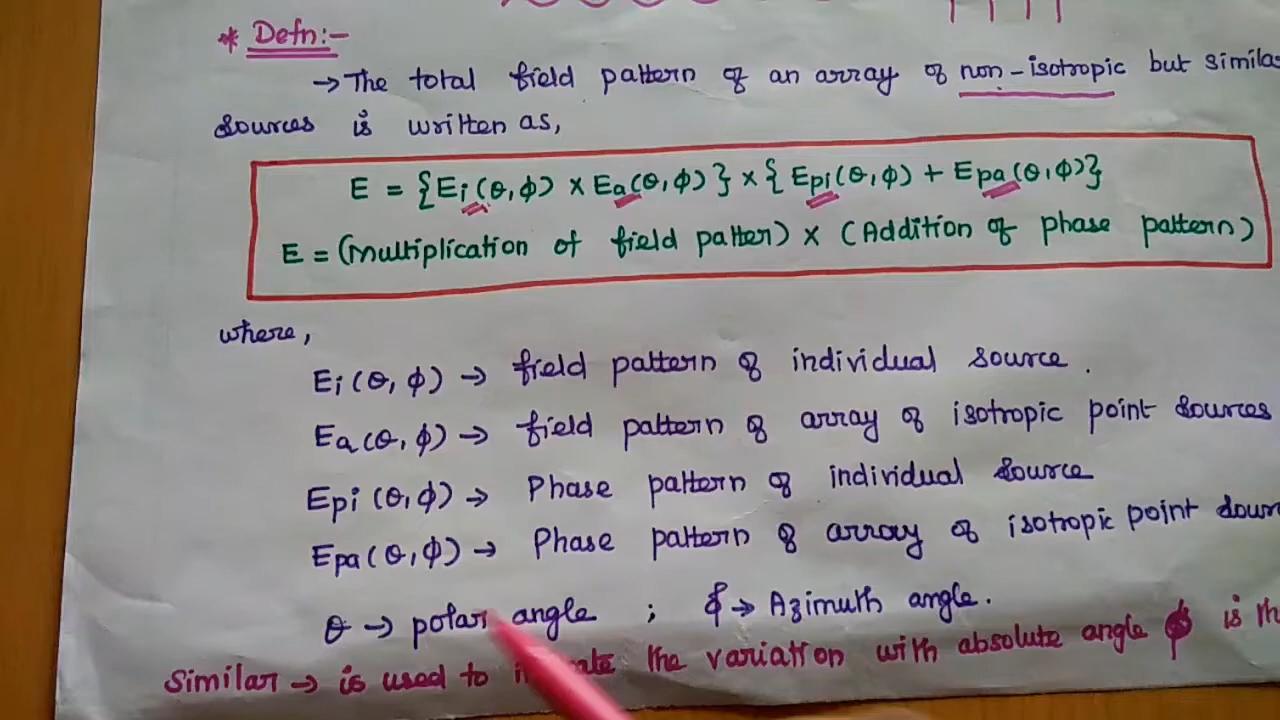 * Defn:-
→ The total field pattern of an array of non-isotropic but similar
sources is written as,
E = {Ei(θ,φ) × Ea(θ,φ)} × {Epi(θ,φ) + Epa(θ,φ)}
E = (Multiplication of field patter) × (Addition of phase pattern)
where,
Ei (θ, φ) → field pattern of individual source.
Ea(θ, φ) → field pattern of array of isotropic point sources
Epi (θ,φ) → Phase pattern of individual source
Epa(θ,φ) → Phase pattern of array of isotropic point
θ → polar angle ; φ → Azimuth angle.
Similar → is used to the variation with absolute angle φ is